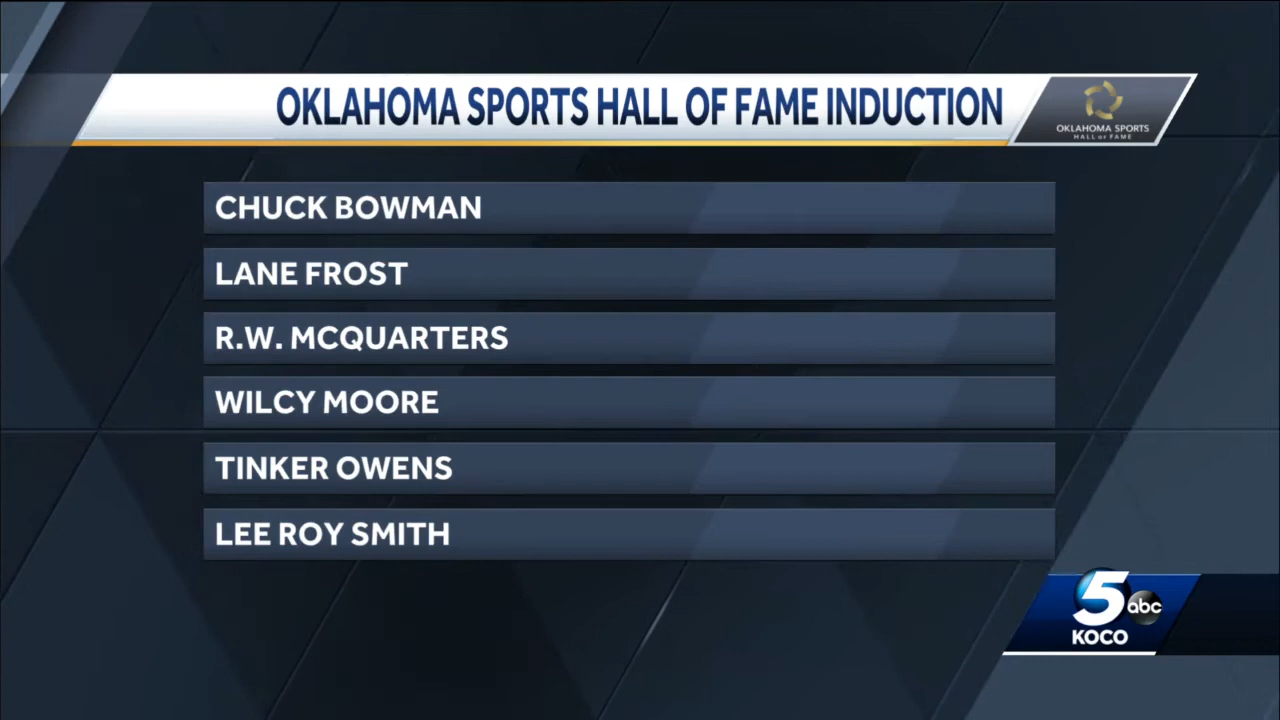 OKLAHOMA SPORTS HALL OF FAME INDUCTION
OKLAHOMA SPORTS
HALL OF FAME
CHUCK BOWMAN
LANE FROST
R.W. MCQUARTERS
WILCY MOORE
TINKER OWENS
LEE ROY SMITH
5 abc
KOCO